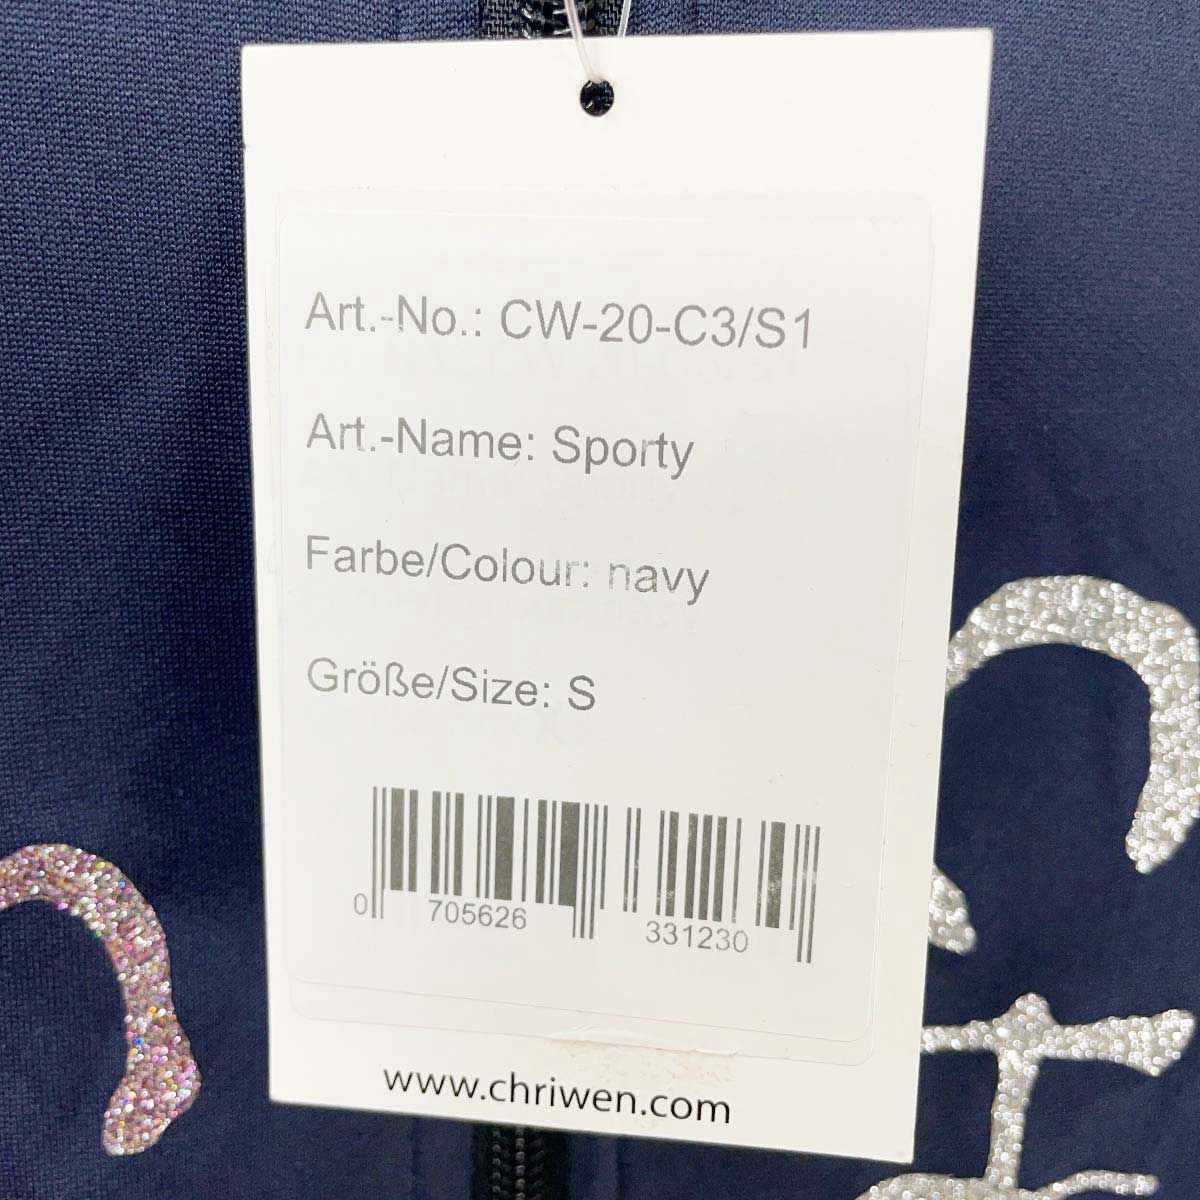 Art.-No.: CW-20-C3/S1
Art.-Name: Sporty
Farbe/Colour: navy
Größe/Size: S
0 705626 331230
www.chriwen.com